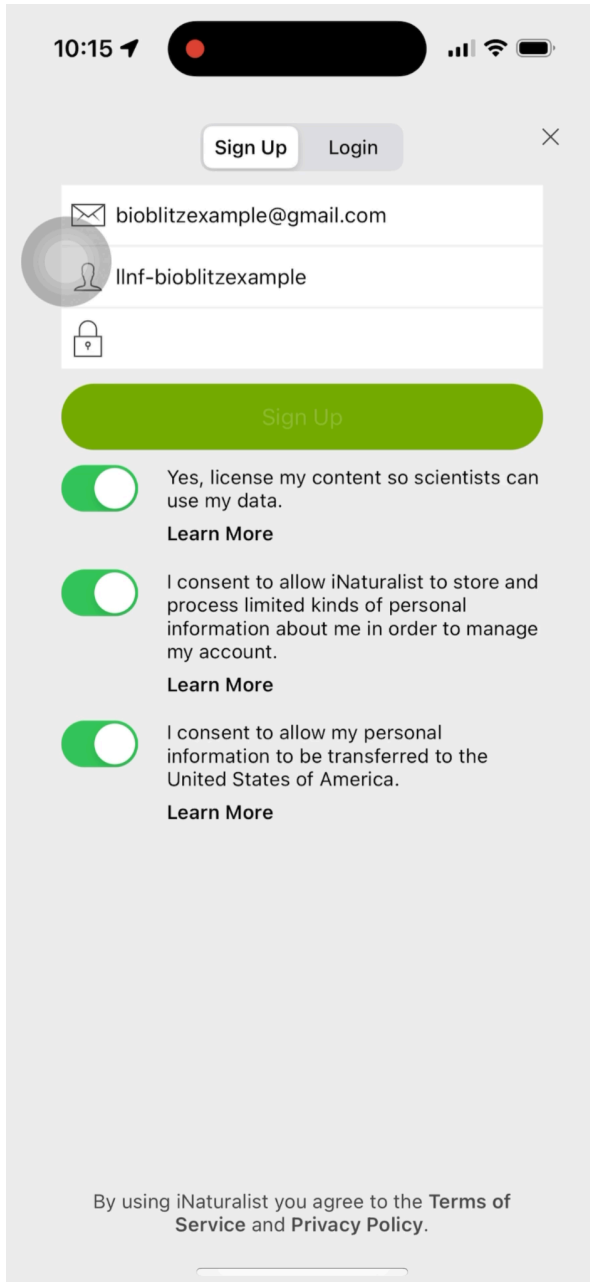 10:15
Sign Up Login
bioblitzexample@gmail.com
llnf-bioblitzexample
Sign Up
Yes, license my content so scientists can
use my data.
Learn More
I consent to allow iNaturalist to store and
process limited kinds of personal
information about me in order to manage
my account.
Learn More
I consent to allow my personal
information to be transferred to the
United States of America.
Learn More
By using iNaturalist you agree to the Terms of
Service and Privacy Policy.